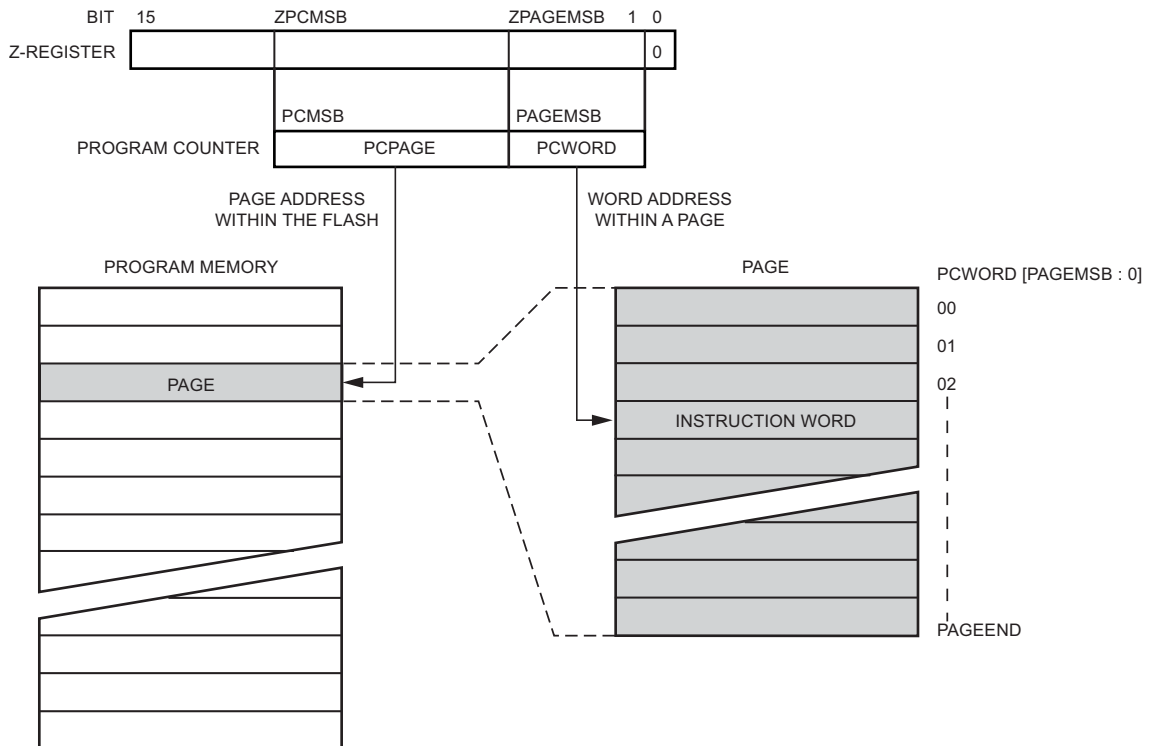 BIT 15 ZPCMSB ZPAGEMSB 1 0
Z-REGISTER 0
PCMSB PAGEMSB
PROGRAM COUNTER PCPAGE PCWORD
PAGE ADDRESS
WITHIN THE FLASH
WORD ADDRESS
WITHIN A PAGE
PROGRAM MEMORY
PAGE
PAGE
PCWORD [PAGEMSB : 0]
00
01
02
INSTRUCTION WORD
PAGEEND